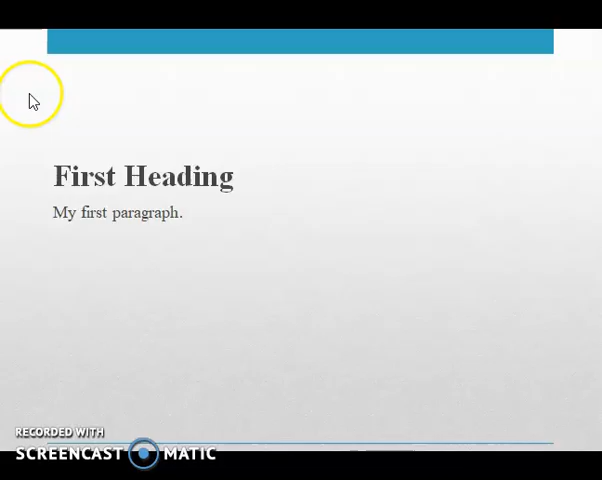 First Heading
My first paragraph.
RECORDED WITH
SCREENCAST MATIC